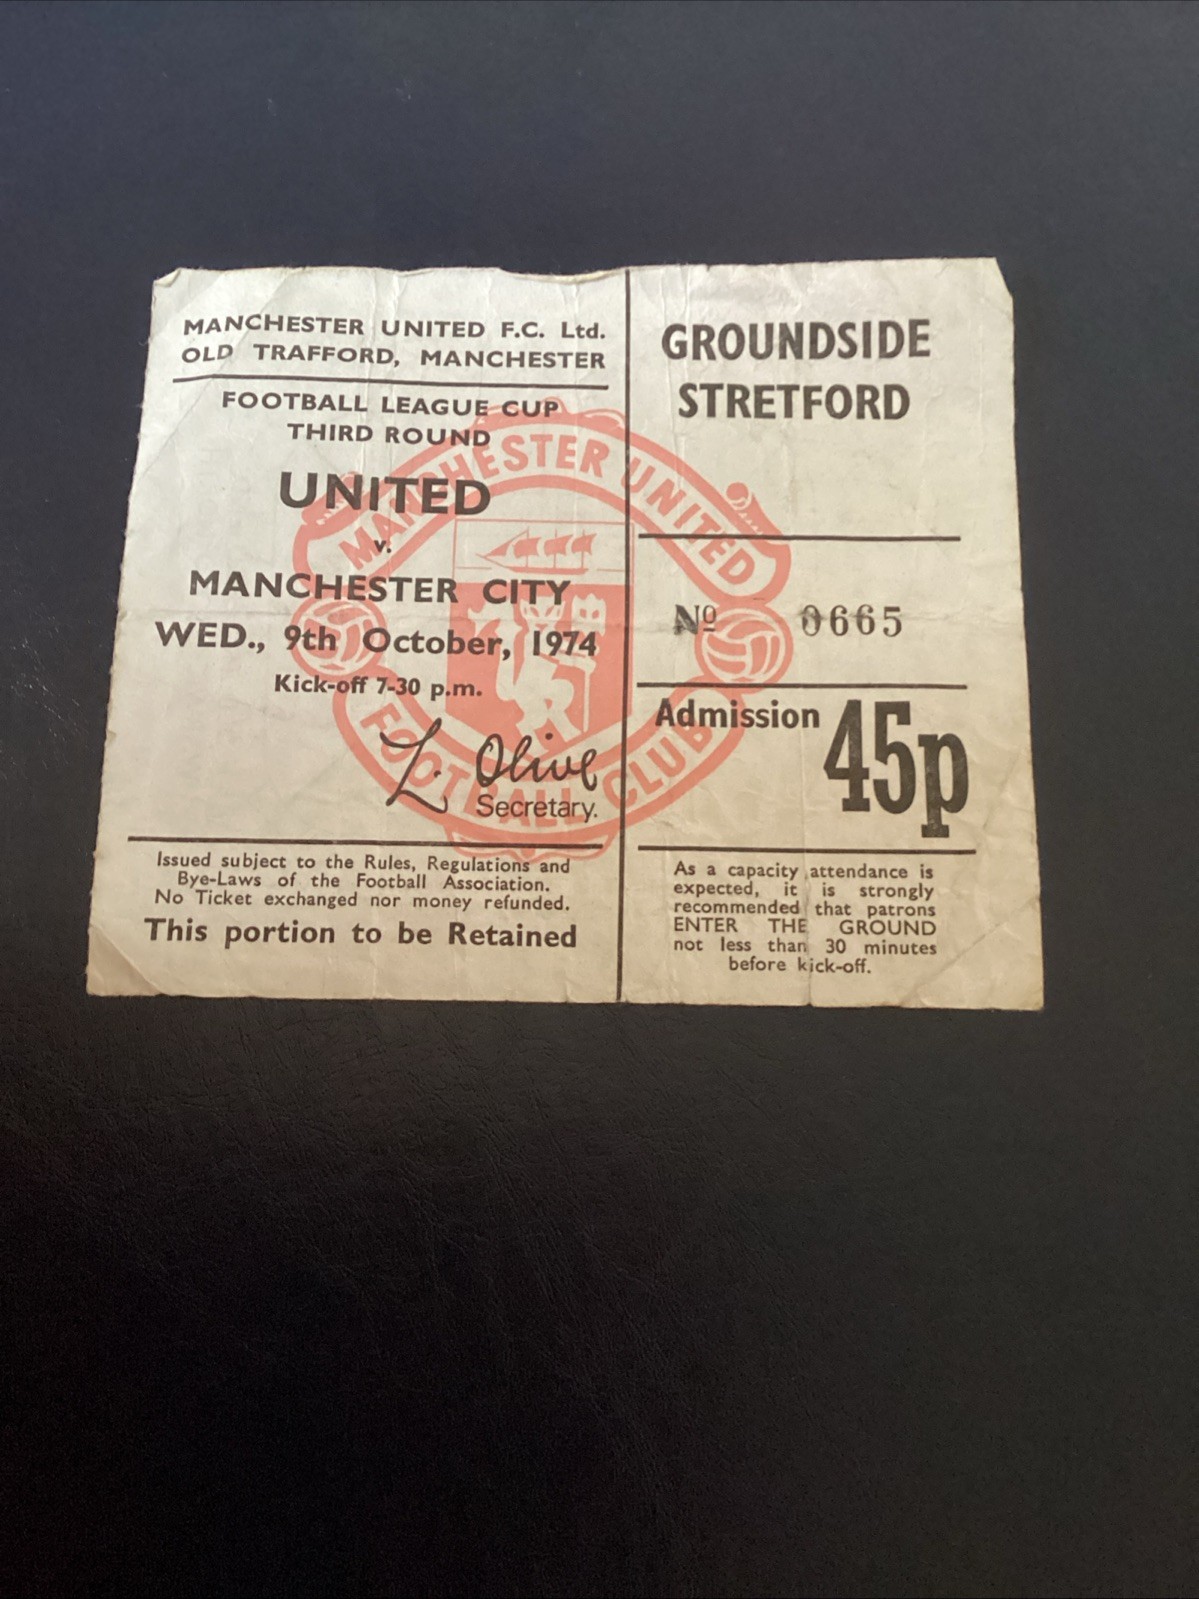 MANCHESTER UNITED F.C. Ltd.
OLD TRAFFORD, MANCHESTER
FOOTBALL LEAGUE CUP
THIRD ROUND
UNITED
v.
MANCHESTER CITY
WED., 9th October, 1974
Kick-off 7-30 p.m.
L. Olive
Secretary.
Issued subject to the Rules, Regulations and
Bye-Laws of the Football Association.
No Ticket exchanged nor money refunded.
This portion to be Retained
MANCHESTER UNITED
FOOTBALL CLUB
GROUNDSIDE
STRETFORD
Nº 0665
Admission 45p
As a capacity attendance is
expected, it is strongly
recommended that patrons
ENTER THE GROUND
not less than 30 minutes
before kick-off.